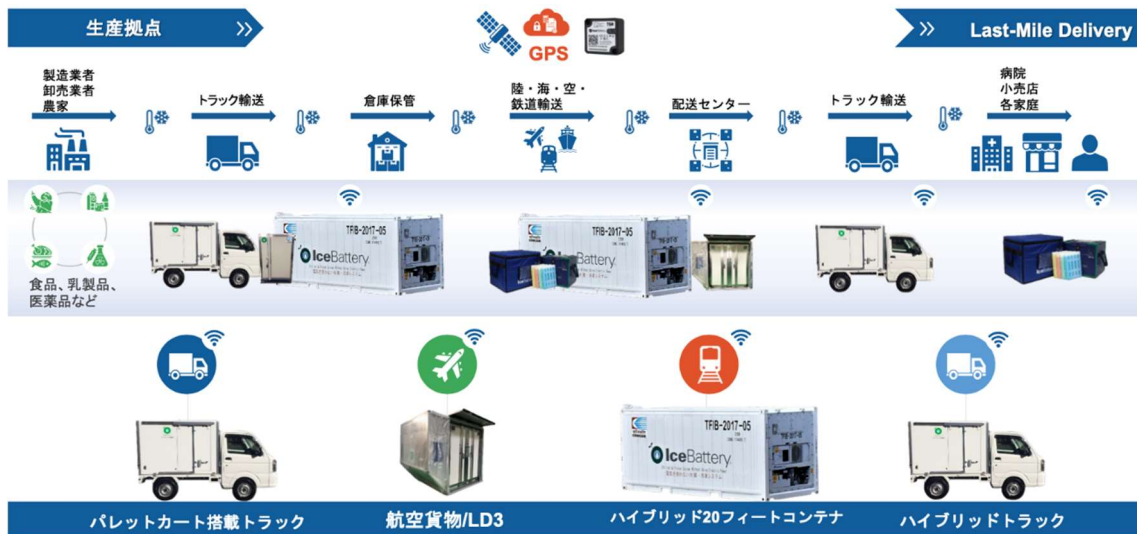 生産拠点
GPS
Last-Mile Delivery
製造業者
卸売業者
農家
トラック輸送
倉庫保管
陸・海・空・
鉄道輸送
配送センター
トラック輸送
病院
小売店
各家庭
食品、乳製品、
医薬品など
TFIB-2017-05
IceBattery
TFIB-2017-05
IceBattery
TFIB-2017-05
IceBattery
パレットカート搭載トラック
航空貨物/LD3
ハイブリッド20フィートコンテナ
ハイブリッドトラック